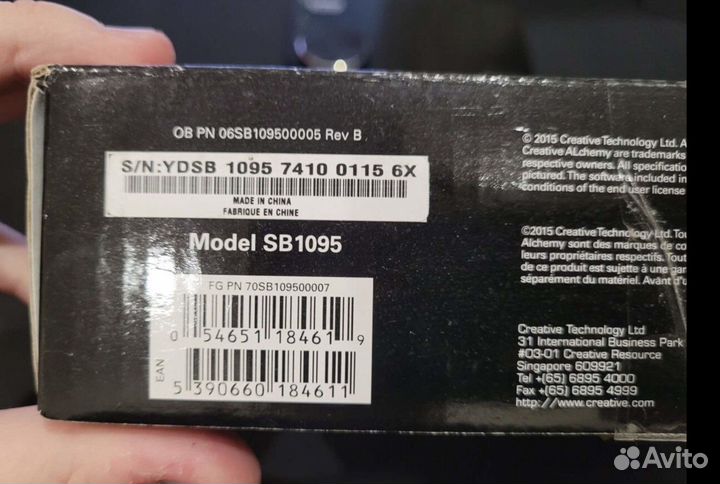 OB PN 06SB109500005 Rev B
S/N:YDSB 1095 7410 0115 6X
MADE IN CHINA
FABRIQUE EN CHINE
Model SB1095
FG PN 70SB109500007
0 54651 18461 9
EAN
5 390660 184611
© 2015 Creative Technology Ltd. A
Creative ALchemy are trademarks
respective owners. All specification
pictured. The software included in
conditions of the end user license
©2015 Creative Technology Ltd. Tou
Alchemy sont des marques de co
leurs propriétaires respectifs. Tout
de ce produit est sujette à une gar
séparément du matériel. Avant d'u
Creative Technology Ltd
31 International Business Park
#03-01 Creative Resource
Singapore 609921
Tel +(65) 6895 4000
Fax +(65) 6895 4999
http://www.creative.com
Avito